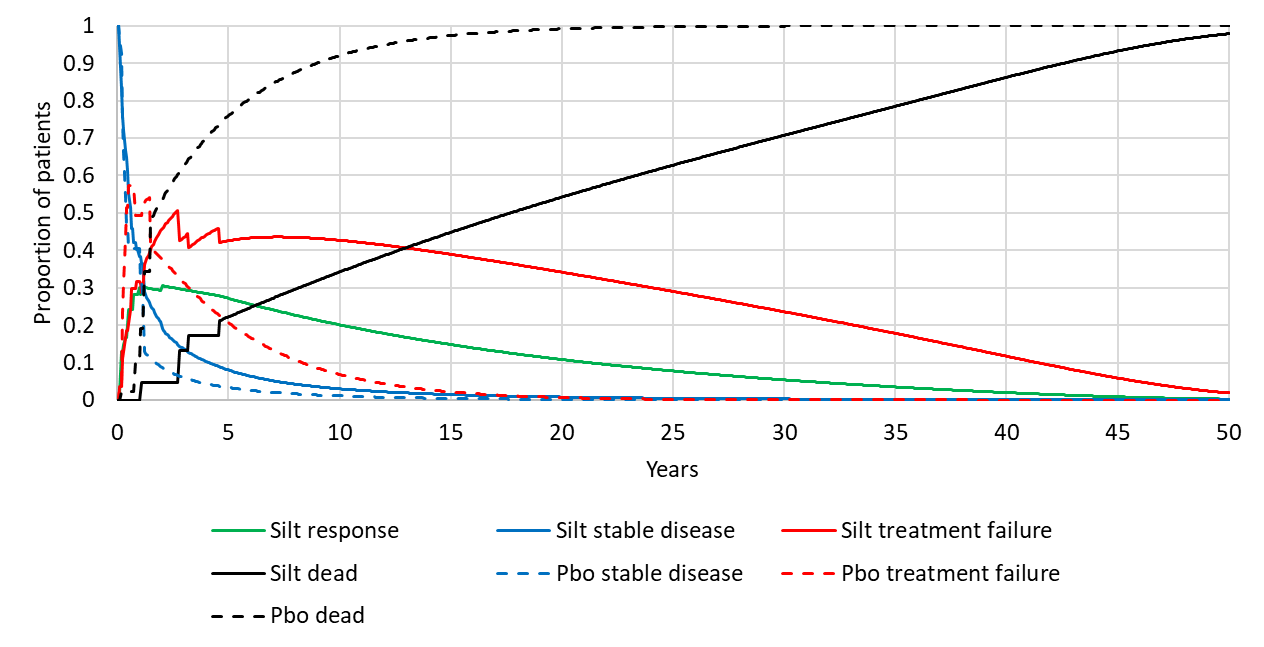 Proportion of patients
1
0.9
0.8
0.7
0.6
0.5
0.4
0.3
0.2
0.1
0
0 5 10 15 20 25 30 35 40 45 50
Years
Silt response Silt stable disease Silt treatment failure
Silt dead Pbo stable disease Pbo treatment failure
Pbo dead